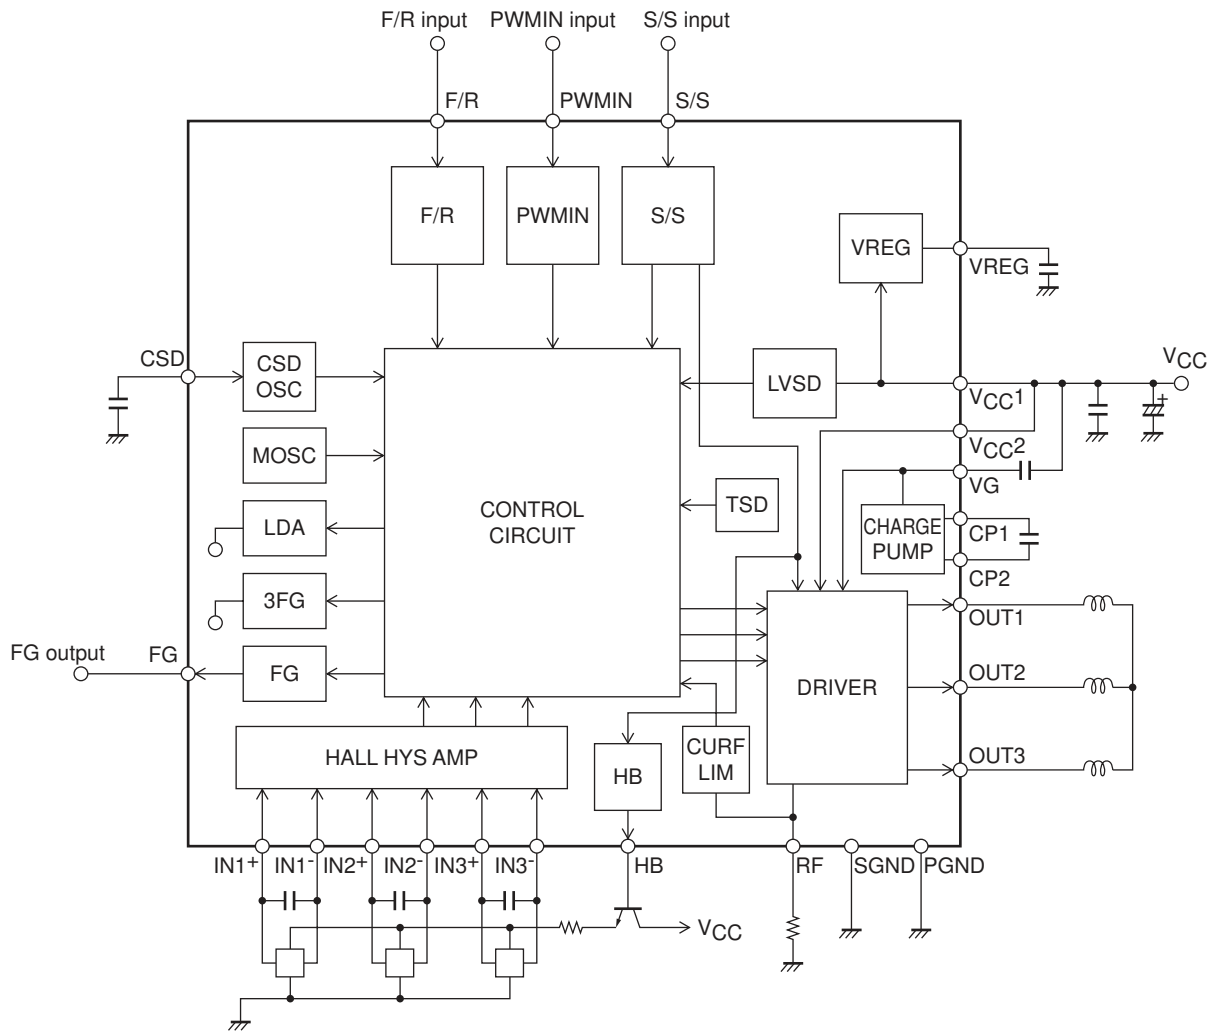 F/R input PWMIN input S/S input
F/R PWMIN S/S
F/R PWMIN S/S
VREG
VREG
CSD
CSD
OSC
LVSD
VCC
VCC1
VCC2
VG
MOSC
CONTROL
CIRCUIT
TSD
CHARGE
PUMP
CP1
CP2
LDA
3FG
OUT1
FG output FG
FG
DRIVER
OUT2
HALL HYS AMP
HB
CURF
LIM
OUT3
IN1+ IN1- IN2+ IN2- IN3+ IN3- HB RF SGND PGND
VCC
+